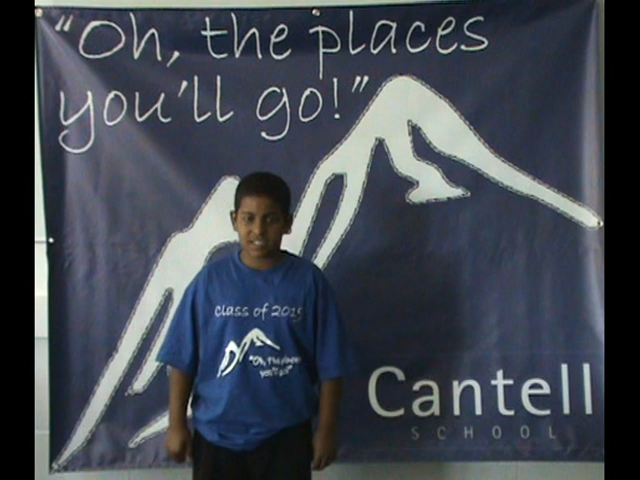 "Oh, the places
you'll go!"
Class of 2015
"Oh, the places
you'll go!"
Cantell
SCHOOL